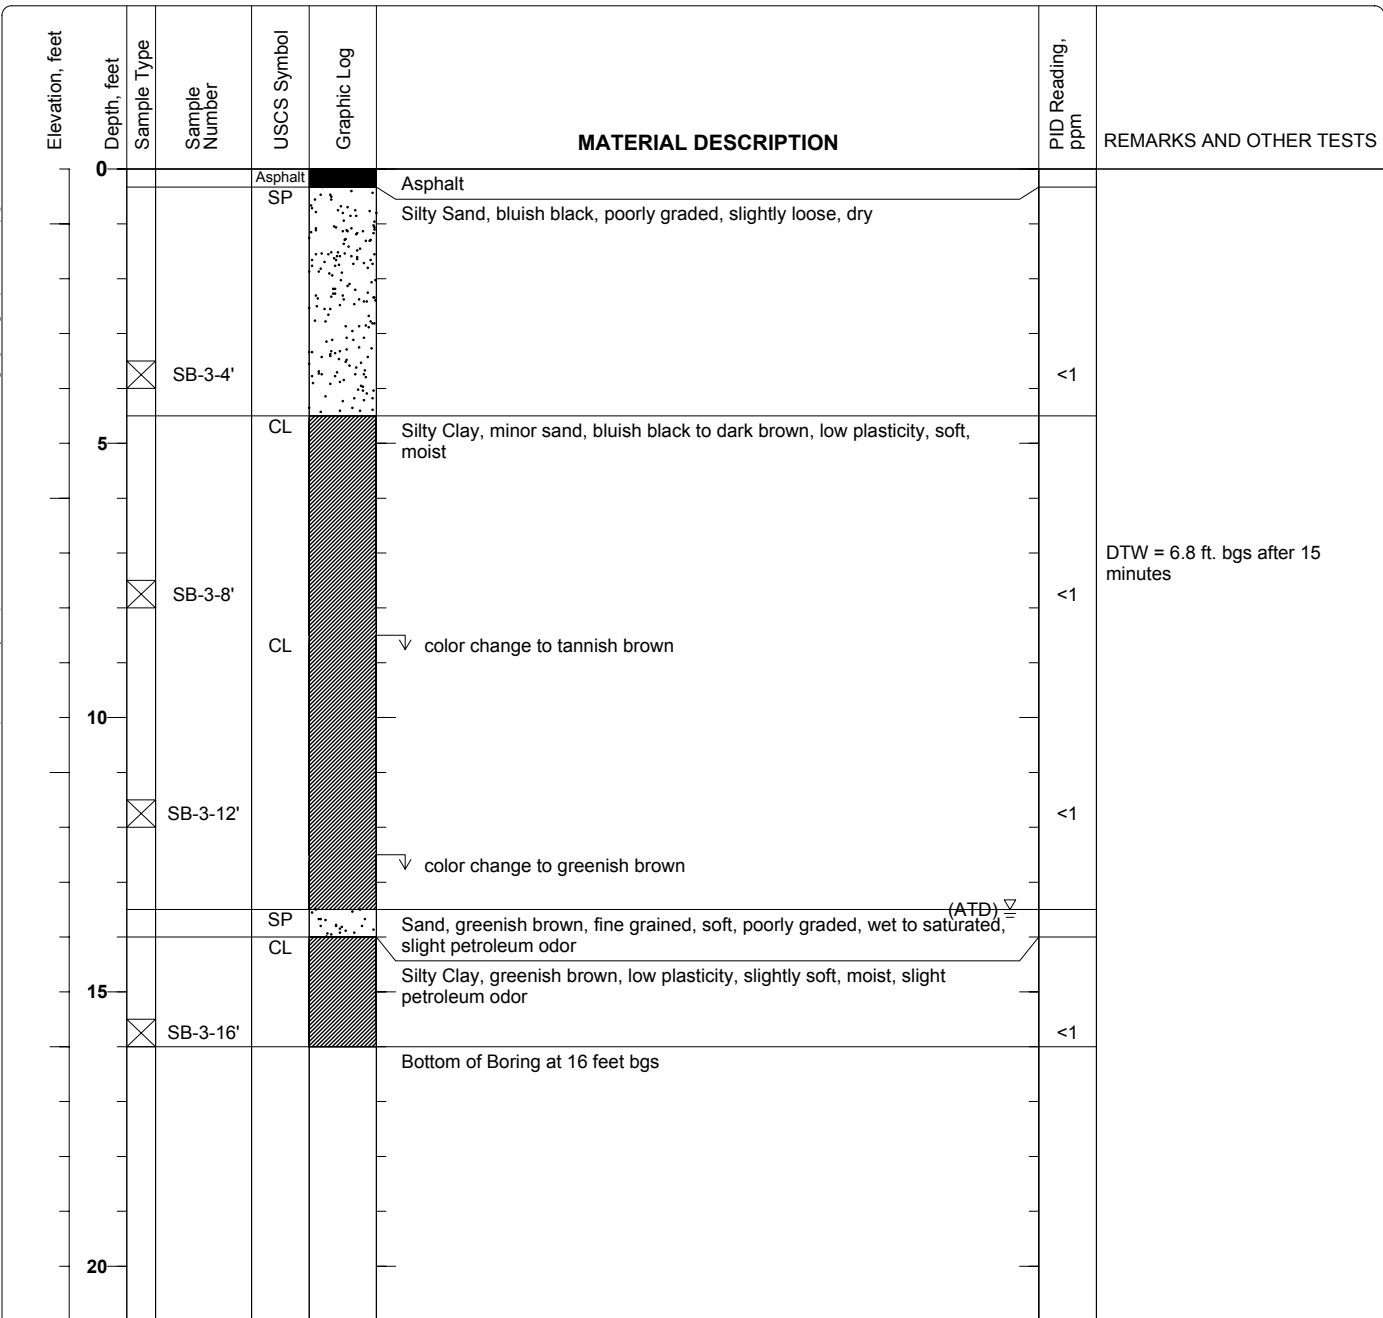 Elevation, feet
Depth, feet
Sample Type
Sample
Number
USCS Symbol
Graphic Log
MATERIAL DESCRIPTION
PID Reading,
ppm
REMARKS AND OTHER TESTS
0
Asphalt
Asphalt
SP
Silty Sand, bluish black, poorly graded, slightly loose, dry
SB-3-4'
<1
CL
Silty Clay, minor sand, bluish black to dark brown, low plasticity, soft,
moist
5
DTW = 6.8 ft. bgs after 15
minutes
SB-3-8'
<1
CL
color change to tannish brown
10
SB-3-12'
<1
color change to greenish brown
(ATD)
SP
Sand, greenish brown, fine grained, soft, poorly graded, wet to saturated,
slight petroleum odor
CL
Silty Clay, greenish brown, low plasticity, slightly soft, moist, slight
petroleum odor
15
SB-3-16'
<1
Bottom of Boring at 16 feet bgs
20